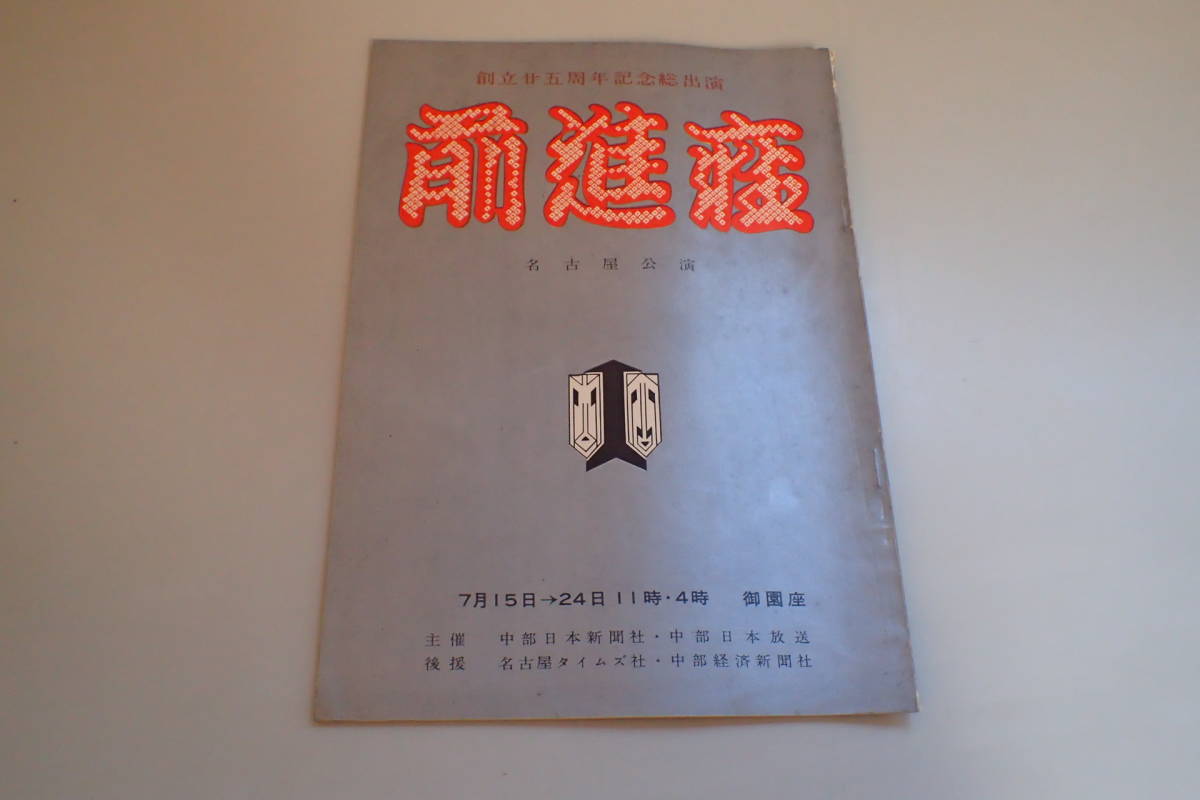 創立廿五周年記念総出演
前進座
名古屋公演
7月15日→24日 11時・4時 御園座
主催 中部日本新聞社・中部日本放送
後援 名古屋タイムズ社・中部経済新聞社